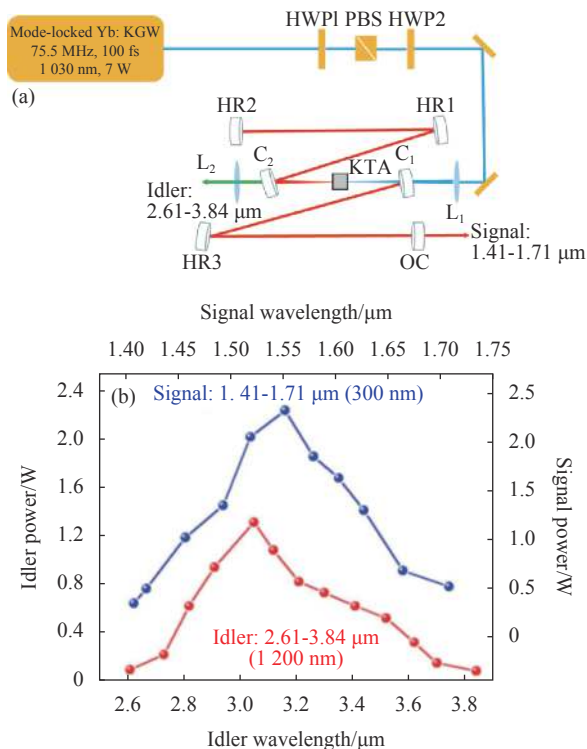 Mode-locked Yb: KGW
75.5 MHz, 100 fs
1 030 nm, 7 W
HWP1 PBS HWP2
(a)
HR2
HR1
L2
C2
KTA
C1
L1
Idler:
2.61-3.84 μm
HR3
OC
Signal:
1.41-1.71 μm
Signal wavelength/μm
1.40 1.45 1.50 1.55 1.60 1.65 1.70 1.75
(b)
Signal: 1. 41-1.71 μm (300 nm)
Idler power/W
2.4
2.0
1.6
1.2
0.8
0.4
0
Signal power/W
2.5
2.0
1.5
1.0
0.5
0
Idler: 2.61-3.84 μm
(1 200 nm)
2.6 2.8 3.0 3.2 3.4 3.6 3.8
Idler wavelength/μm